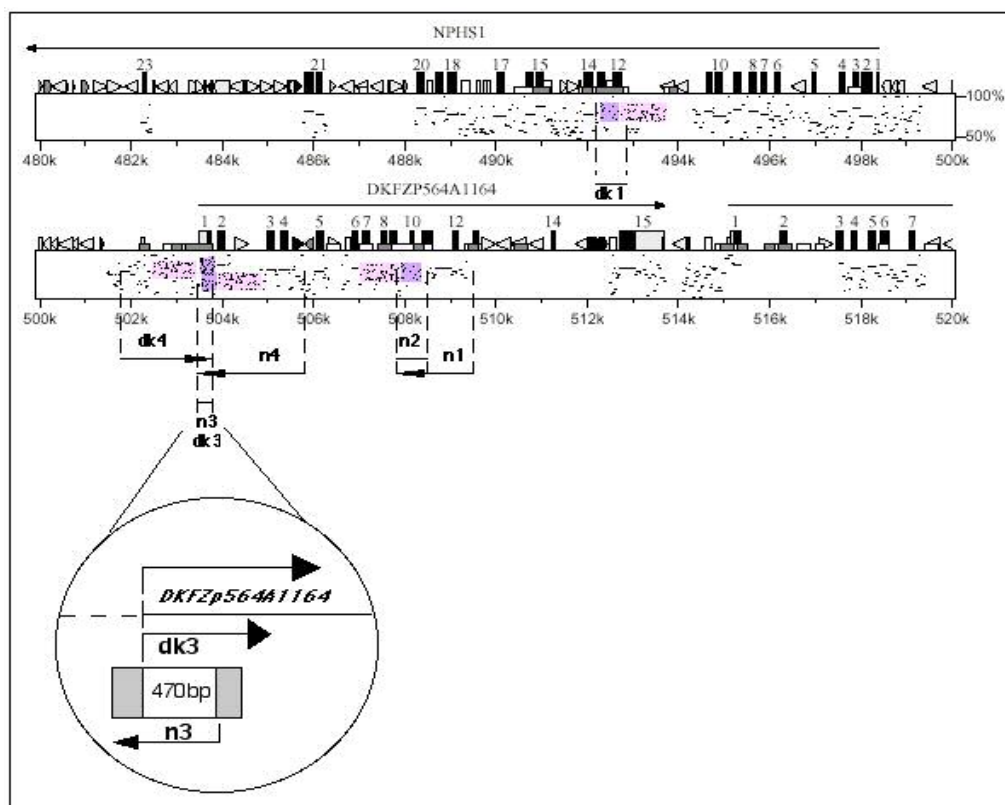 NPHS1
23 21 20 18 17 15 14 12 10 9 8 7 6 5 4 3 2 1
100%
50%
480k 482k 484k 486k 488k 490k 494k 496k 498k 500k
dk1
DKFZP564A1164
1 2 3 4 5 6 7 8 10 12 14 15 1 2 3 4 5 6 7
500k 502k 504k 506k 508k 510k 512k 514k 516k 518k 520k
dk4 n4 n2 n1
n3
dk3
DKFZp564A1164
dk3
470bp
n3